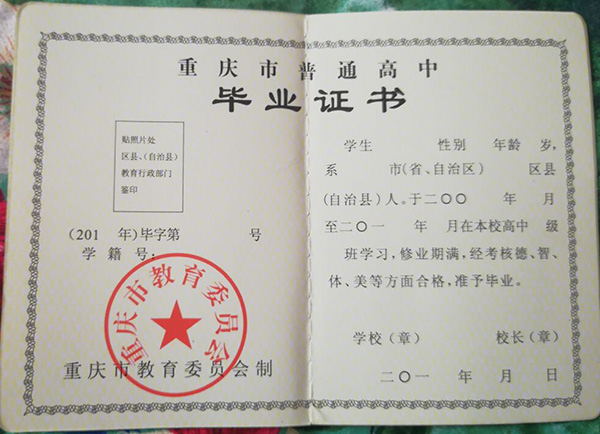 重庆市普通高中
毕业证书
贴照片处
区县、(自治县)
教育行政部门
鉴印
(201 年)毕字第 号
学籍号:
重庆市教育委员会
重庆市教育委员会制
学生 性别 年龄 岁,
系 市(省、自治区) 区县
(自治县)人。于二〇〇 年 月
至二〇一 年 月在本校高中 级
班学习,修业期满,经考核德、智、
体、美等方面合格,准予毕业。
学校(章) 校长(章)
二〇一 年 月 日